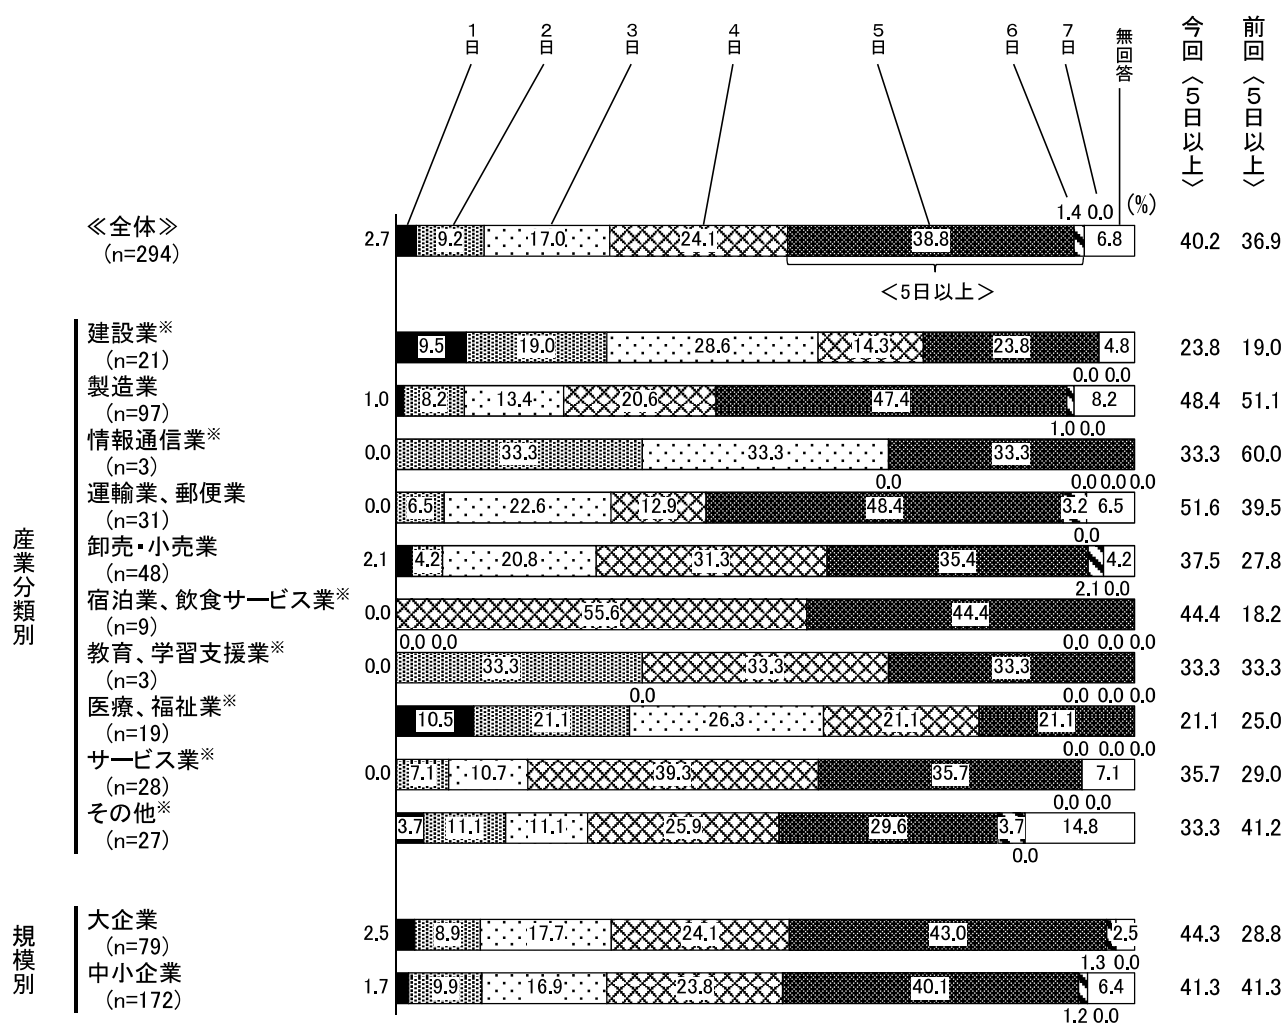 1日 2日 3日 4日 5日 6日 7日 無回答 今回〈5日以上〉 前回〈5日以上〉
1.4 0.0 (%)
≪全体≫
(n=294) 2.7 9.2 17.0 24.1 38.8 6.8 40.2 36.9
＜5日以上＞
産業分類別
建設業※
(n=21) 9.5 19.0 28.6 14.3 23.8 4.8 23.8 19.0
0.0 0.0
製造業
(n=97) 1.0 8.2 13.4 20.6 47.4 8.2 48.4 51.1
1.0 0.0
情報通信業※
(n=3) 0.0 33.3 33.3 33.3 33.3 60.0
0.0 0.0 0.0 0.0
運輸業、郵便業
(n=31) 0.0 6.5 22.6 12.9 48.4 3.2 6.5 51.6 39.5
0.0
卸売・小売業
(n=48) 2.1 4.2 20.8 31.3 35.4 4.2 37.5 27.8
2.1 0.0
宿泊業、飲食サービス業※
(n=9) 0.0 55.6 44.4 44.4 18.2
0.0 0.0 0.0 0.0 0.0
教育、学習支援業※
(n=3) 0.0 33.3 33.3 33.3 33.3 33.3
0.0 0.0 0.0 0.0
医療、福祉業※
(n=19) 10.5 21.1 26.3 21.1 21.1 21.1 25.0
0.0 0.0 0.0
サービス業※
(n=28) 0.0 7.1 10.7 39.3 35.7 7.1 35.7 29.0
0.0 0.0
その他※
(n=27) 3.7 11.1 11.1 25.9 29.6 3.7 14.8 33.3 41.2
0.0
規模別
大企業
(n=79) 2.5 8.9 17.7 24.1 43.0 2.5 44.3 28.8
1.3 0.0
中小企業
(n=172) 1.7 9.9 16.9 23.8 40.1 6.4 41.3 41.3
1.2 0.0